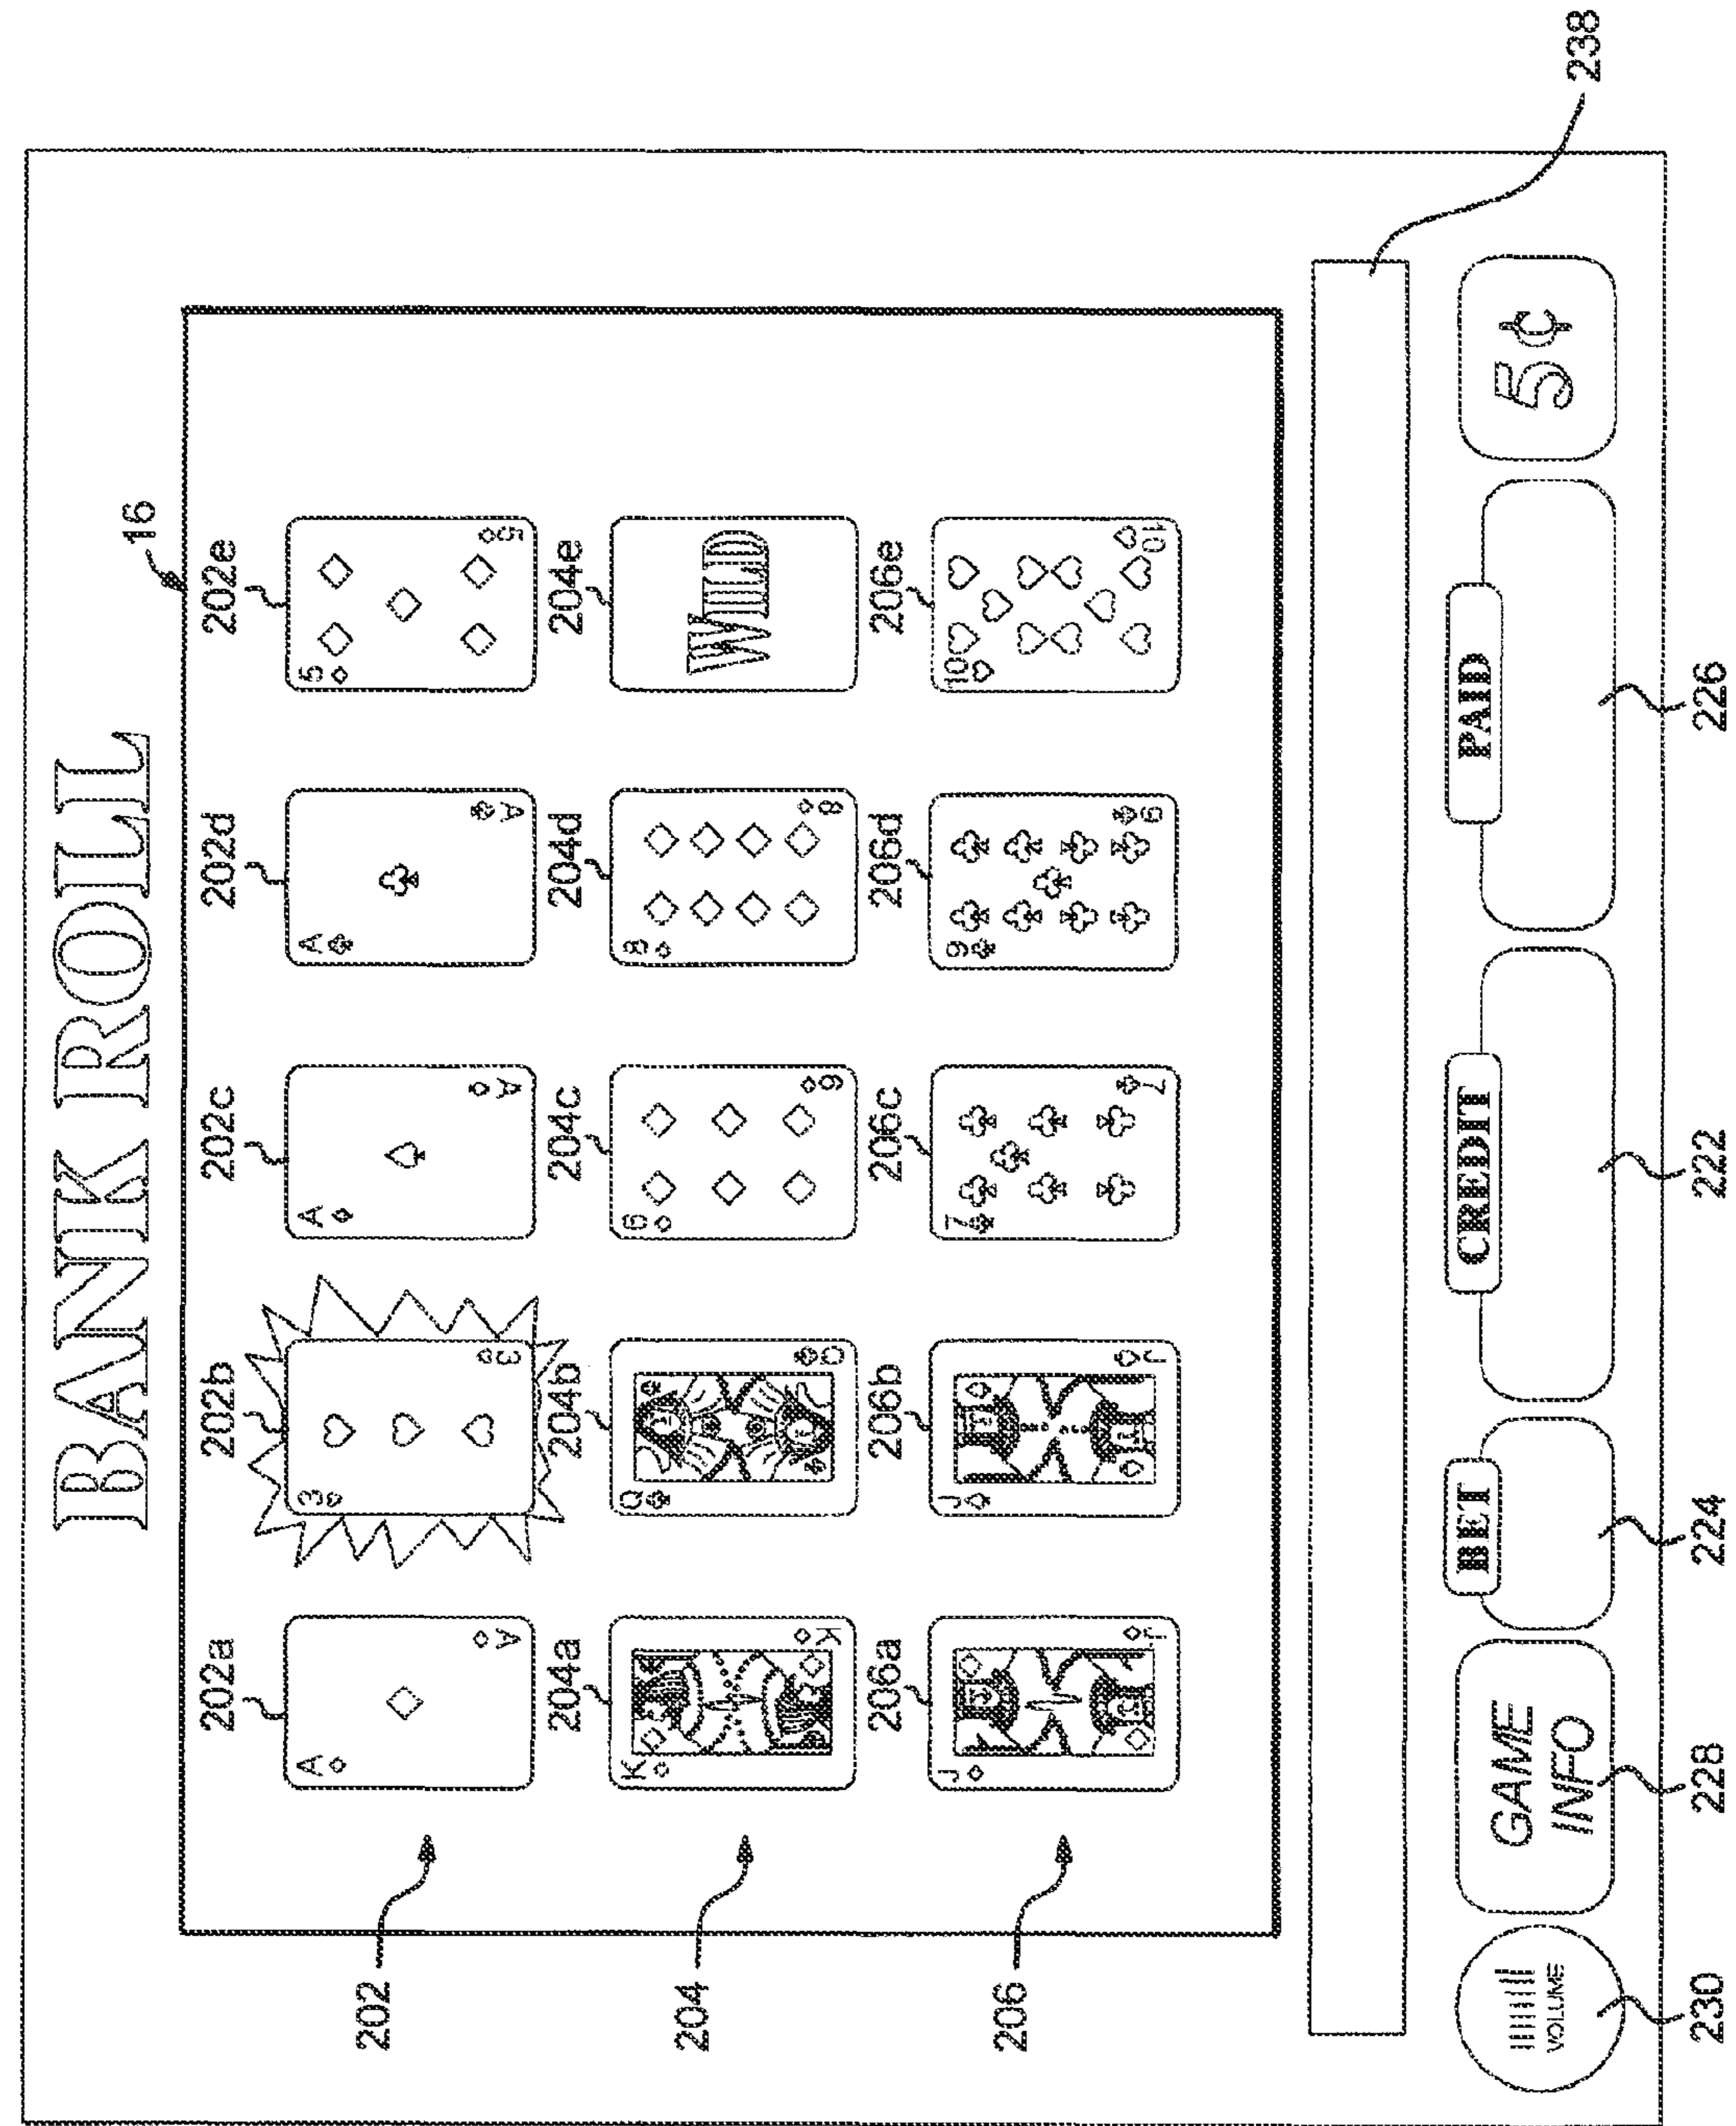 BANK ROLL
16
202a 202b 202c 202d 202e
A 3 A A 5
202
A 3 A A 5
204a 204b 204c 204d 204e
K Q 6 8
WILD
204
K Q 6 8
206a 206b 206c 206d 206e
J J 7 9 10
206
J J 7 9 10
238
BET CREDIT PAID
GAME
INFO
5¢
VOLUME
230 228 224 222 226